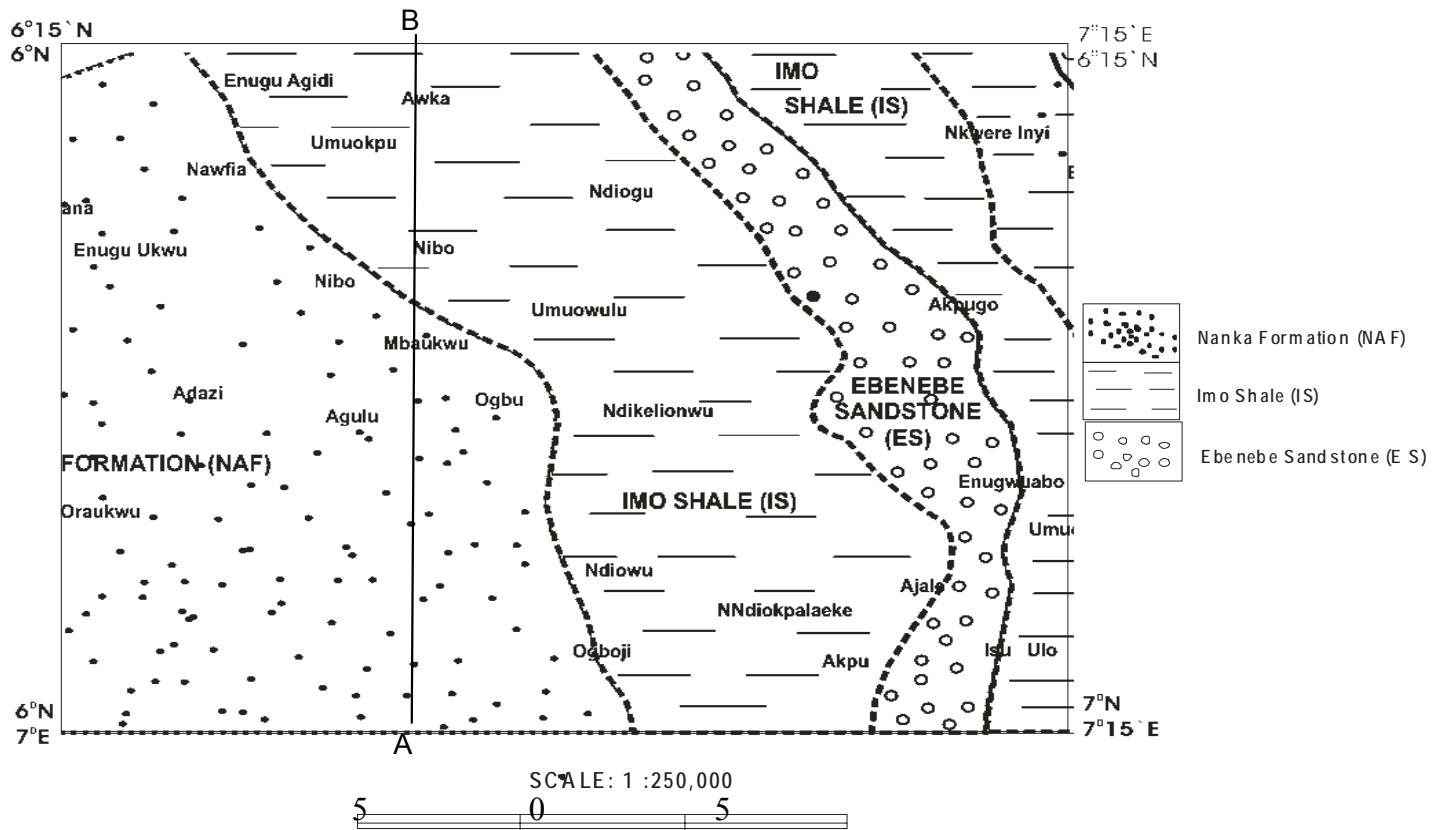 B
6°15`N
7°15`E
6°N
6°15`N
IMO
Enugu Agidi
Awka
SHALE (IS)
Nkwere Inyi
Umuokpu
Nawfia
E
Ndiogu
ana
Enugu Ukwu
Nibo
Nibo
Umuowulu
Akpugo
Mbaukwu
Nanka Formation (NAF)
Adazi
Ogbu
EBENEBE
SANDSTONE
(ES)
Imo Shale (IS)
Agulu
Ndikelionwu
FORMATION (NAF)
Ebenebe Sandstone (ES)
Enugwuabo
Oraukwu
IMO SHALE (IS)
Umu
Ndiowu
Ajale
NNdiokpalaeke
Ogboji
Akpu
Isu Ulo
6°N
7°N
7°E
7°15`E
A
SCALE: 1 :250,000
5 0 5